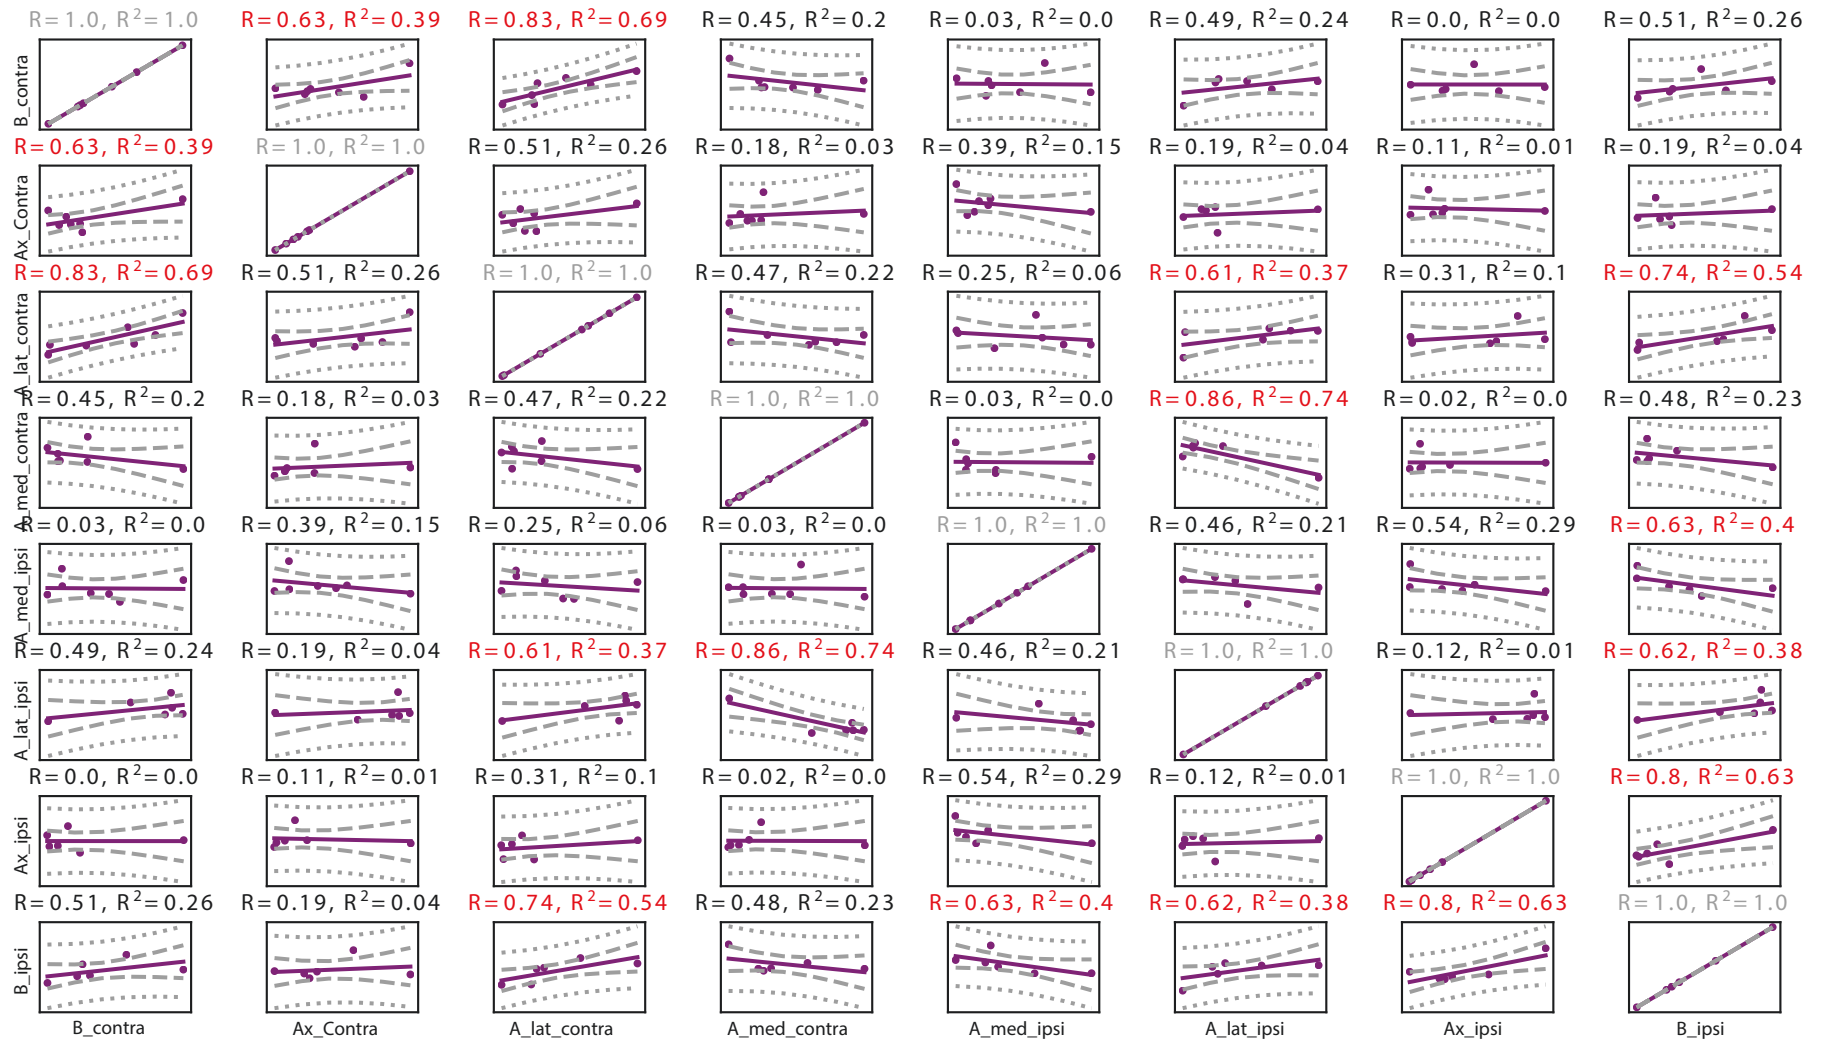 R = 1.0, R² = 1.0 R = 0.63, R² = 0.39 R = 0.83, R² = 0.69 R = 0.45, R² = 0.2 R = 0.03, R² = 0.0 R = 0.49, R² = 0.24 R = 0.0, R² = 0.0 R = 0.51, R² = 0.26
B_contra
R = 0.63, R² = 0.39 R = 1.0, R² = 1.0 R = 0.51, R² = 0.26 R = 0.18, R² = 0.03 R = 0.39, R² = 0.15 R = 0.19, R² = 0.04 R = 0.11, R² = 0.01 R = 0.19, R² = 0.04
Ax_Contra
R = 0.83, R² = 0.69 R = 0.51, R² = 0.26 R = 1.0, R² = 1.0 R = 0.47, R² = 0.22 R = 0.25, R² = 0.06 R = 0.61, R² = 0.37 R = 0.31, R² = 0.1 R = 0.74, R² = 0.54
A_lat_contra
R = 0.45, R² = 0.2 R = 0.18, R² = 0.03 R = 0.47, R² = 0.22 R = 1.0, R² = 1.0 R = 0.03, R² = 0.0 R = 0.86, R² = 0.74 R = 0.02, R² = 0.0 R = 0.48, R² = 0.23
A_med_contra
R = 0.03, R² = 0.0 R = 0.39, R² = 0.15 R = 0.25, R² = 0.06 R = 0.03, R² = 0.0 R = 1.0, R² = 1.0 R = 0.46, R² = 0.21 R = 0.54, R² = 0.29 R = 0.63, R² = 0.4
A_med_ipsi
R = 0.49, R² = 0.24 R = 0.19, R² = 0.04 R = 0.61, R² = 0.37 R = 0.86, R² = 0.74 R = 0.46, R² = 0.21 R = 1.0, R² = 1.0 R = 0.12, R² = 0.01 R = 0.62, R² = 0.38
A_lat_ipsi
R = 0.0, R² = 0.0 R = 0.11, R² = 0.01 R = 0.31, R² = 0.1 R = 0.02, R² = 0.0 R = 0.54, R² = 0.29 R = 0.12, R² = 0.01 R = 1.0, R² = 1.0 R = 0.8, R² = 0.63
Ax_ipsi
R = 0.51, R² = 0.26 R = 0.19, R² = 0.04 R = 0.74, R² = 0.54 R = 0.48, R² = 0.23 R = 0.63, R² = 0.4 R = 0.62, R² = 0.38 R = 0.8, R² = 0.63 R = 1.0, R² = 1.0
B_ipsi
B_contra Ax_Contra A_lat_contra A_med_contra A_med_ipsi A_lat_ipsi Ax_ipsi B_ipsi